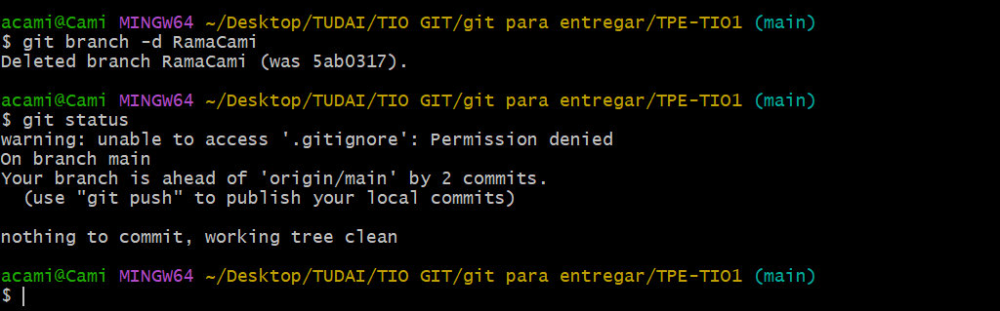 acami@Cami MINGW64 ~/Desktop/TUDAI/TIO GIT/git para entregar/TPE-TIO1 (main)
$ git branch -d RamaCami
Deleted branch RamaCami (was 5ab0317).
acami@Cami MINGW64 ~/Desktop/TUDAI/TIO GIT/git para entregar/TPE-TIO1 (main)
$ git status
warning: unable to access '.gitignore': Permission denied
On branch main
Your branch is ahead of 'origin/main' by 2 commits.
  (use "git push" to publish your local commits)
nothing to commit, working tree clean
acami@Cami MINGW64 ~/Desktop/TUDAI/TIO GIT/git para entregar/TPE-TIO1 (main)
$